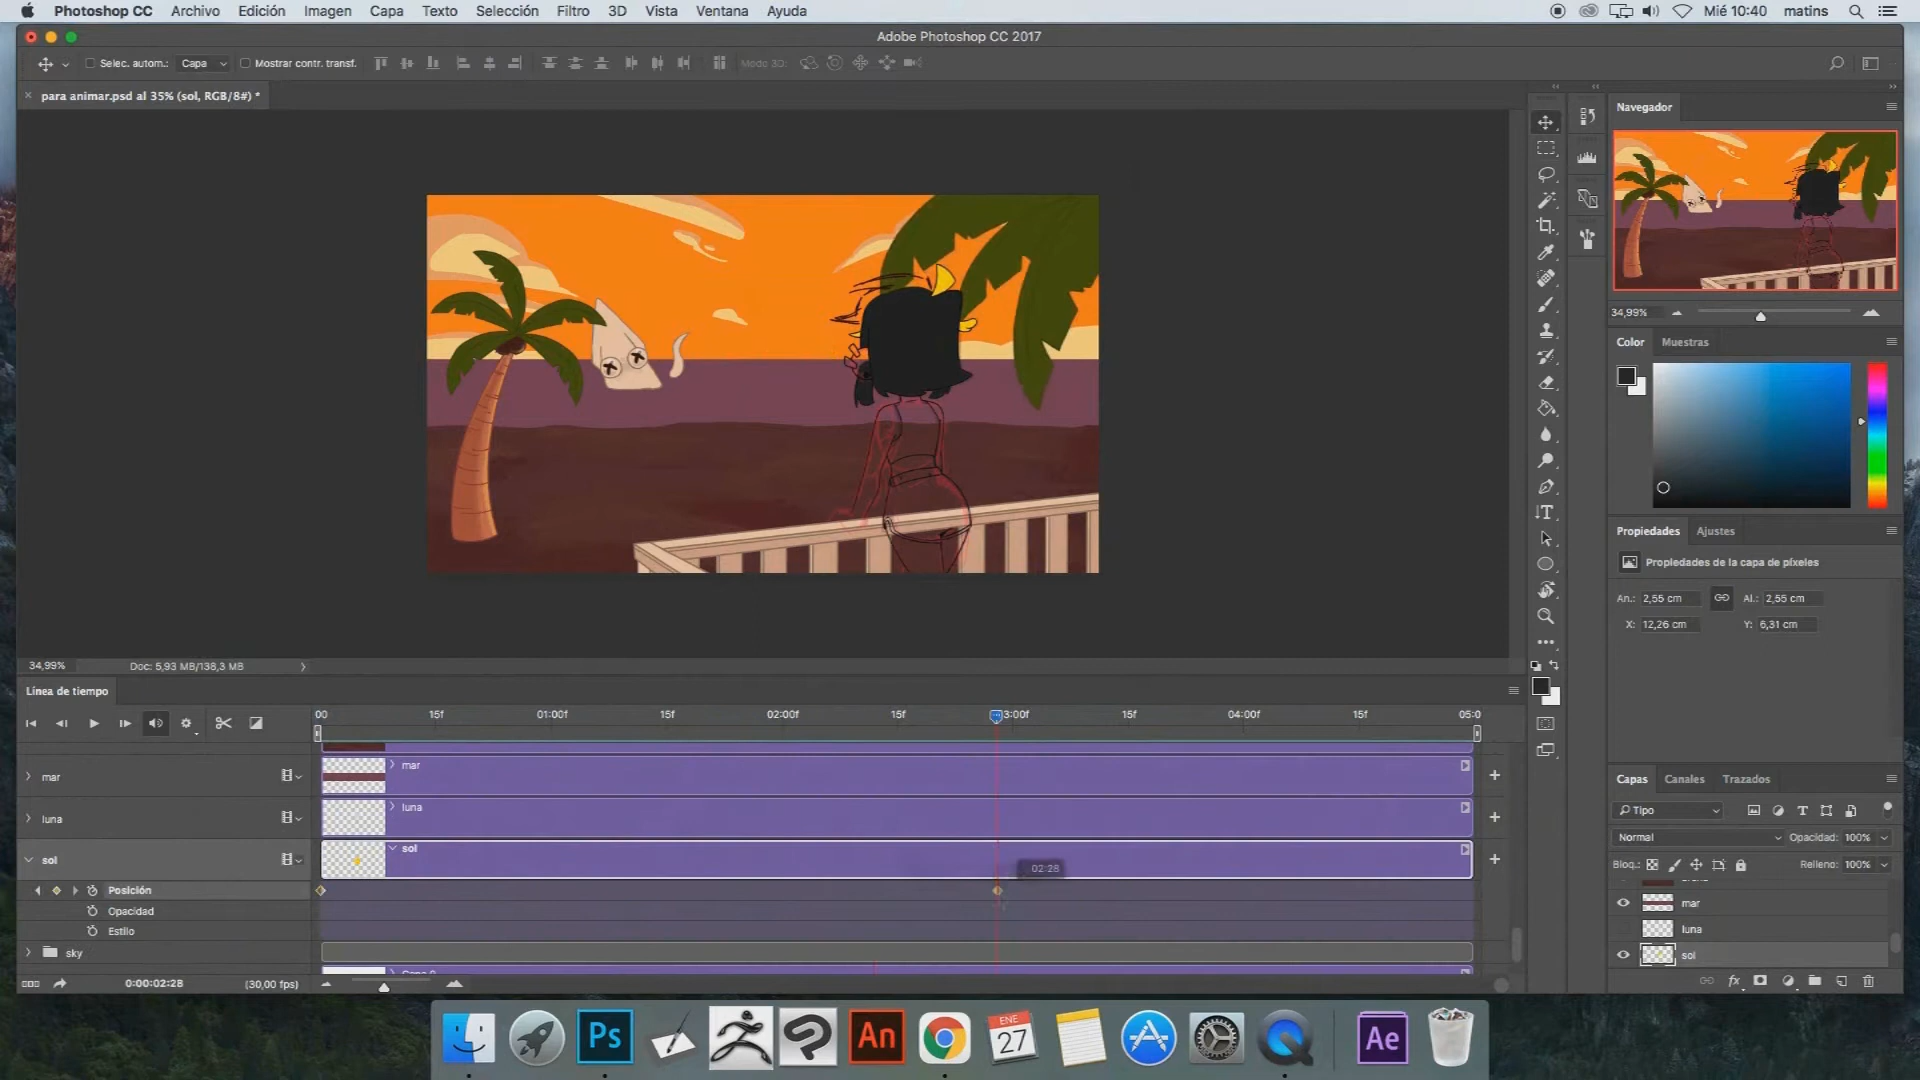 Photoshop CC Archivo Edición Imagen Capa Texto Selección Filtro 3D Vista Ventana Ayuda Mié 10:40 matins
Adobe Photoshop CC 2017
Selec. autom.: Capa Mostrar contr. transf. Modo 3D:
× para animar.psd al 35% (sol, RGB/8#) *
Navegador
34,99%
Color Muestras
Propiedades Ajustes
Propiedades de la capa de píxeles
An.: 2,55 cm Al.: 2,55 cm
X: 12,26 cm Y: 6,31 cm
34,99% Doc: 5,93 MB/138,3 MB
Línea de tiempo
00 15f 01:00f 15f 02:00f 15f 3:00f 15f 04:00f 15f 05:0
mar mar
luna luna
sol sol
02:28
Posición
Opacidad
Estilo
sky
0:00:02:28 (30,00 fps)
Capas Canales Trazados
Tipo
Normal Opacidad: 100%
Bloq.: Relleno: 100%
mar
luna
sol
fx
Ps An ENE 27 Ae